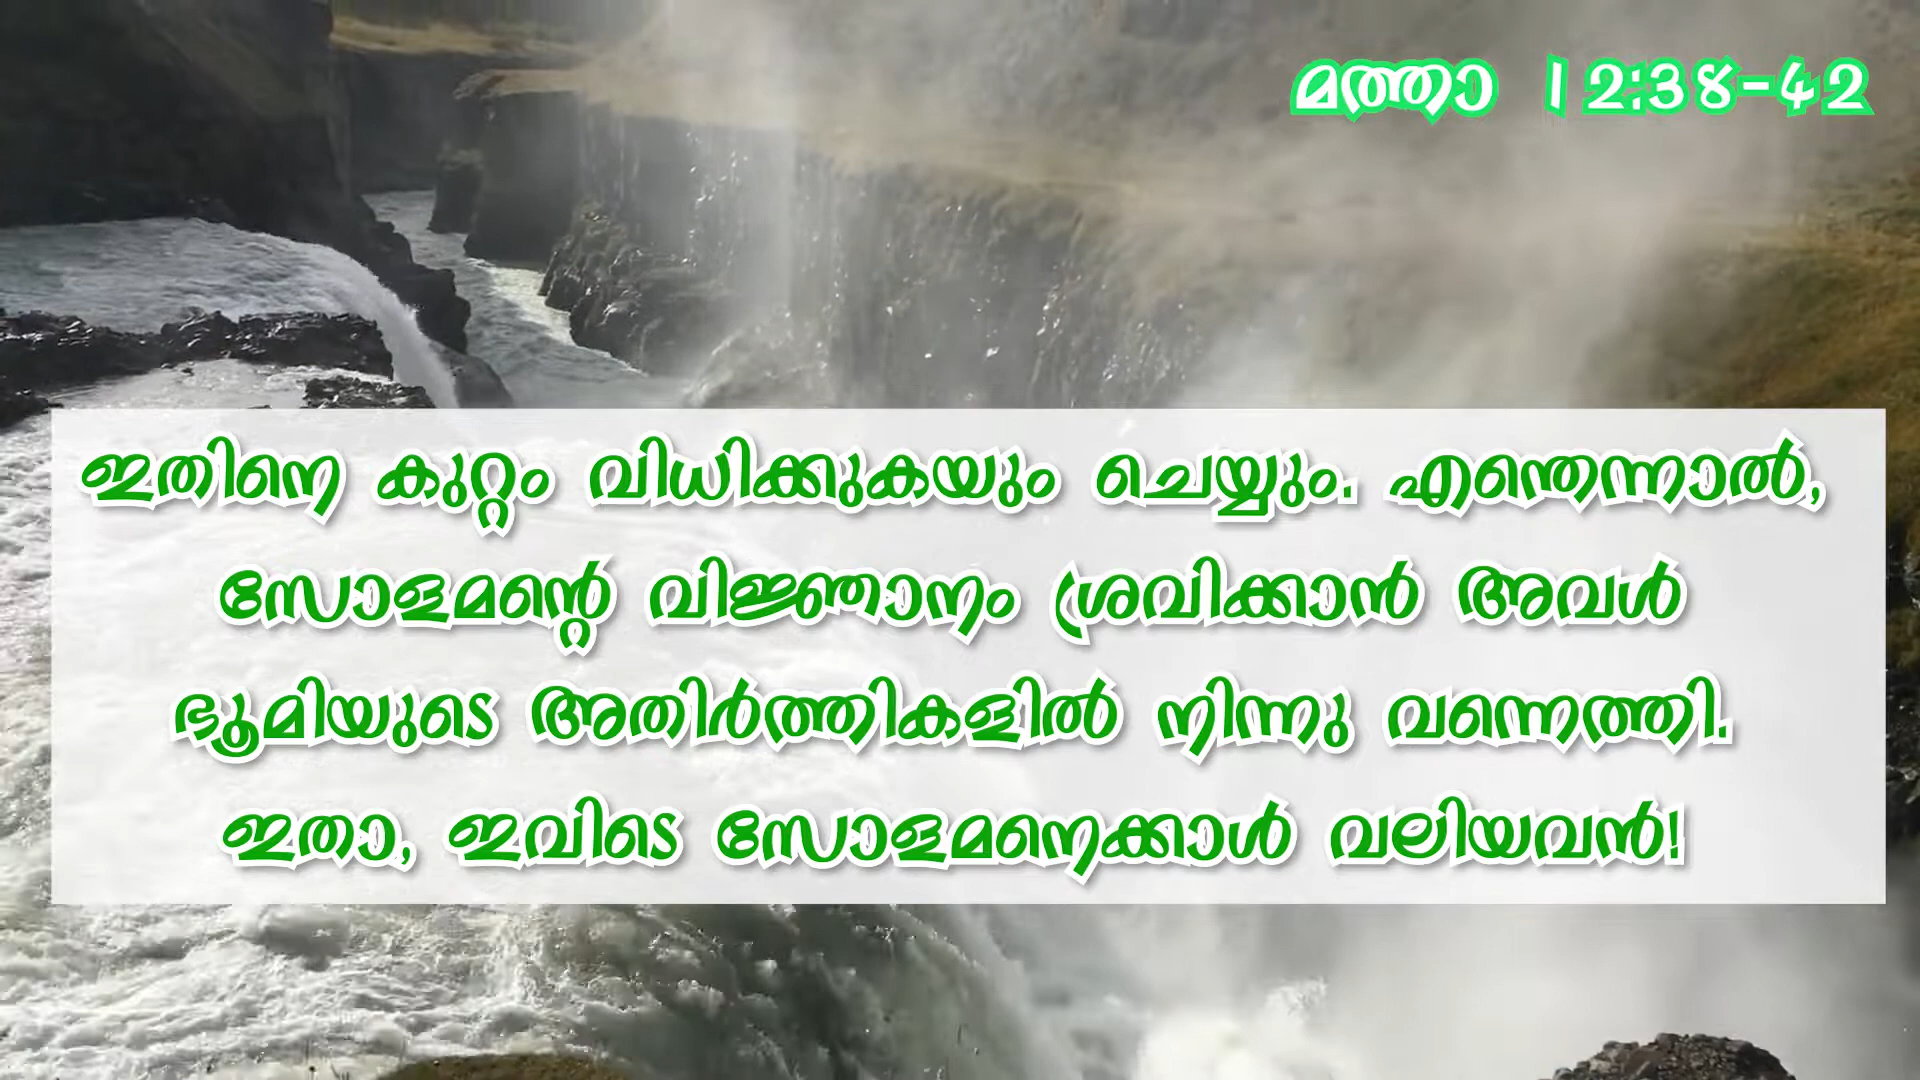 മത്താ 12:38-42
ഇതിനെ കുറ്റം വിധിക്കുകയും ചെയ്യും. എന്തെന്നാൽ,
സോളമന്റെ വിജ്ഞാനം ശ്രവിക്കാൻ അവൾ
ഭൂമിയുടെ അതിർത്തികളിൽ നിന്നു വന്നെത്തി.
ഇതാ, ഇവിടെ സോളമനെക്കാൾ വലിയവൻ!